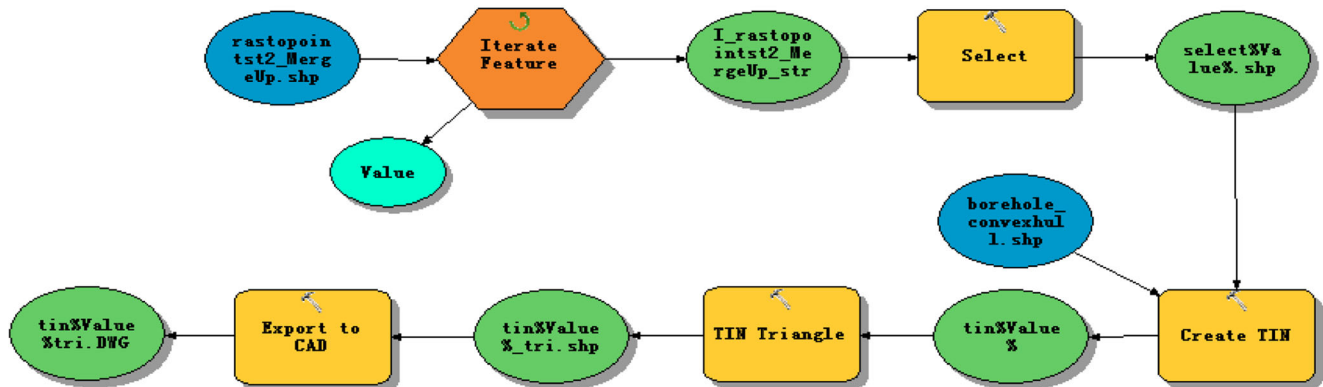 rastopoin
tst2_Merg
eUp.shp
Iterate
Feature
I_rastopo
intst2_Me
rgeUp_str
Select
select%Va
lue%.shp
Value
borehole_
convexhul
l.shp
tin%Value
%tri.DWG
Export to
CAD
tin%Value
%_tri.shp
TIN Triangle
tin%Value
%
Create TIN